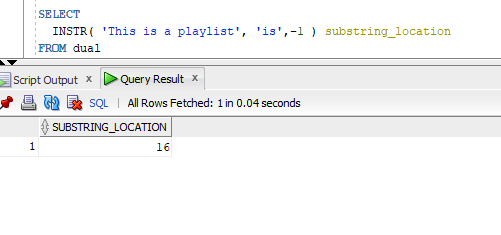 SELECT
INSTR( 'This is a playlist', 'is',-1 ) substring_location
FROM dual
Script Output x Query Result x
SQL | All Rows Fetched: 1 in 0.04 seconds
SUBSTRING_LOCATION
1 16